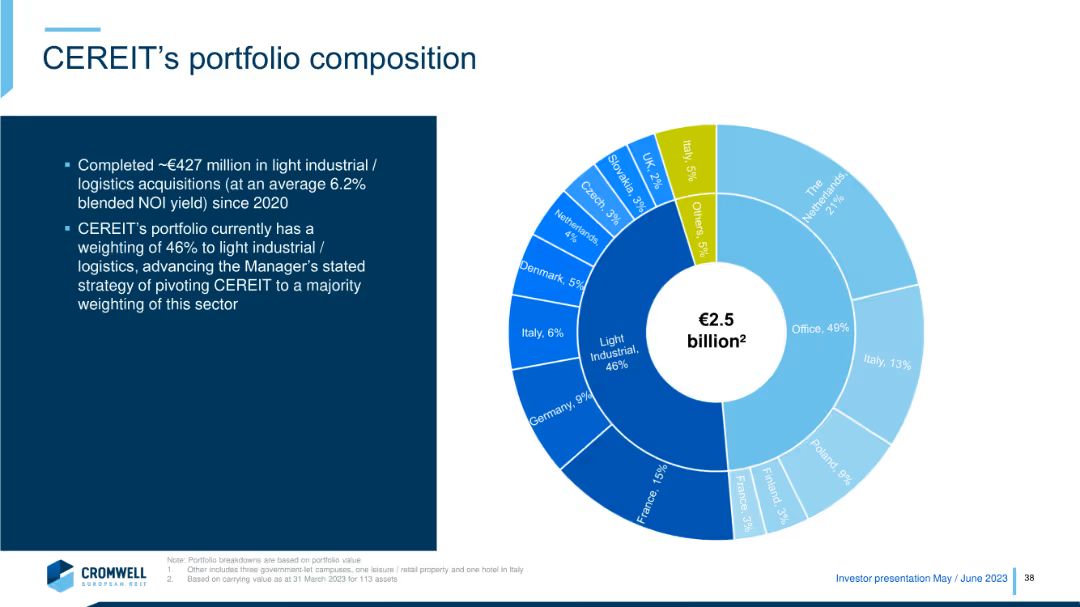 CEREIT's portfolio composition
▪ Completed ~€427 million in light industrial /
logistics acquisitions (at an average 6.2%
blended NOI yield) since 2020
▪ CEREIT's portfolio currently has a
weighting of 46% to light industrial /
logistics, advancing the Manager's stated
strategy of pivoting CEREIT to a majority
weighting of this sector
The
Netherlands,
21%
Italy, 13%
Poland, 9%
Finland, 3%
France, 3%
France, 15%
Germany, 9%
Italy, 6%
Denmark, 5%
Netherlands,
4%
Czech, 3%
Slovakia, 3%
UK, 2%
Italy, 5%
Others, 5%
Office, 49%
Light
Industrial,
46%
€2.5
billion²
CROMWELL
EUROPEAN REIT
Note: Portfolio breakdowns are based on portfolio value
1. Other includes three government-let campuses, one leisure / retail property and one hotel in Italy
2. Based on carrying value as at 31 March 2023 for 113 assets
Investor presentation May / June 2023 38